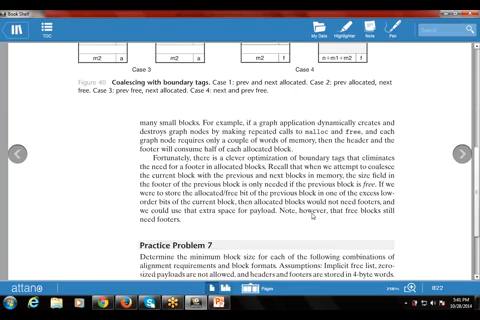 Book Shelf
TOC
My Data
Highlighter
Note
Pen
Search
m2 a m2 a m2 f n+m1+m2 f
Case 3 Case 4
Figure 40 Coalescing with boundary tags. Case 1: prev and next allocated. Case 2: prev allocated, next
free. Case 3: prev free, next allocated. Case 4: next and prev free.
many small blocks. For example, if a graph application dynamically creates and
destroys graph nodes by making repeated calls to malloc and free, and each
graph node requires only a couple of words of memory, then the header and the
footer will consume half of each allocated block.
Fortunately, there is a clever optimization of boundary tags that eliminates
the need for a footer in allocated blocks. Recall that when we attempt to coalesce
the current block with the previous and next blocks in memory, the size field in
the footer of the previous block is only needed if the previous block is free. If we
were to store the allocated/free bit of the previous block in one of the excess low-
order bits of the current block, then allocated blocks would not need footers, and
we could use that extra space for payload. Note, however, that free blocks still
need footers.
Practice Problem 7
Determine the minimum block size for each of the following combinations of
alignment requirements and block formats. Assumptions: Implicit free list, zero-
sized payloads are not allowed, and headers and footers are stored in 4-byte words.
attano
Pages
822
5:41 PM
10/28/2014